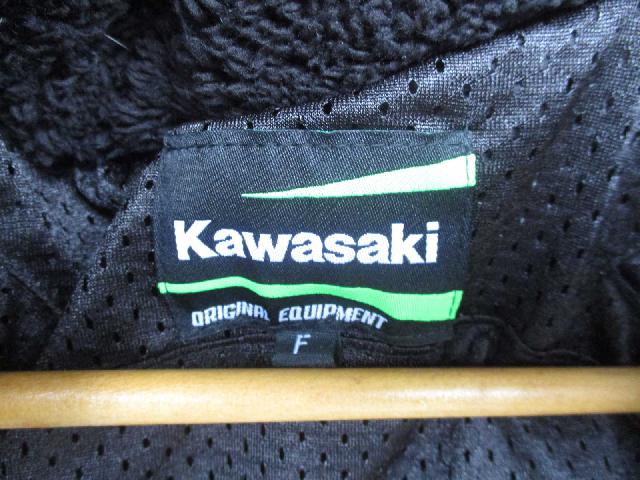 Kawasaki
ORIGINAL EQUIPMENT
F